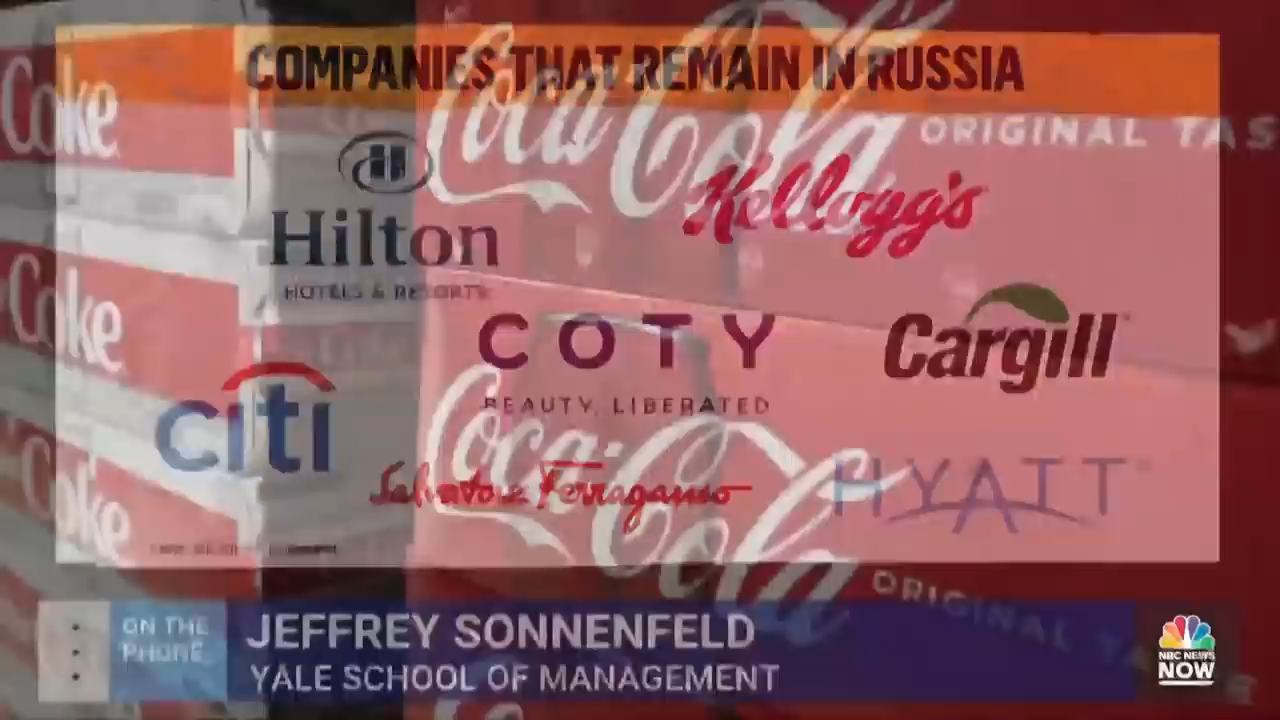 COMPANIES THAT REMAIN IN RUSSIA
Coke
Coca-Cola
ORIGINAL TAS
Hilton
HOTELS & RESORTS
Kellogg's
COTY
BEAUTY, LIBERATED
Cargill
Coke
citi
Salvatore Ferragamo
HYATT
Coca-Cola
Coke
ORIGINAL TA
ON THE
PHONE
JEFFREY SONNENFELD
YALE SCHOOL OF MANAGEMENT
NBC NEWS
NOW